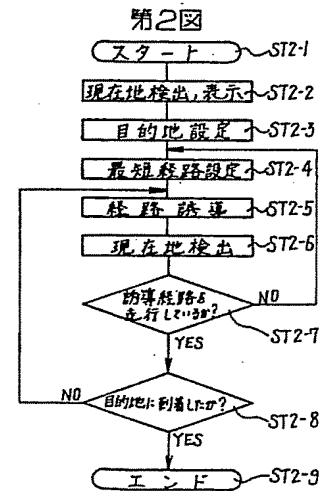 第2図
スタート ST2-1
現在地検出,表示 ST2-2
目的地設定 ST2-3
最短経路設定 ST2-4
経路誘導 ST2-5
現在地検出 ST2-6
誘導経路を
走行しているか? NO
ST2-7
YES
NO 目的地に到着したか?
ST2-8
YES
エンド ST2-9